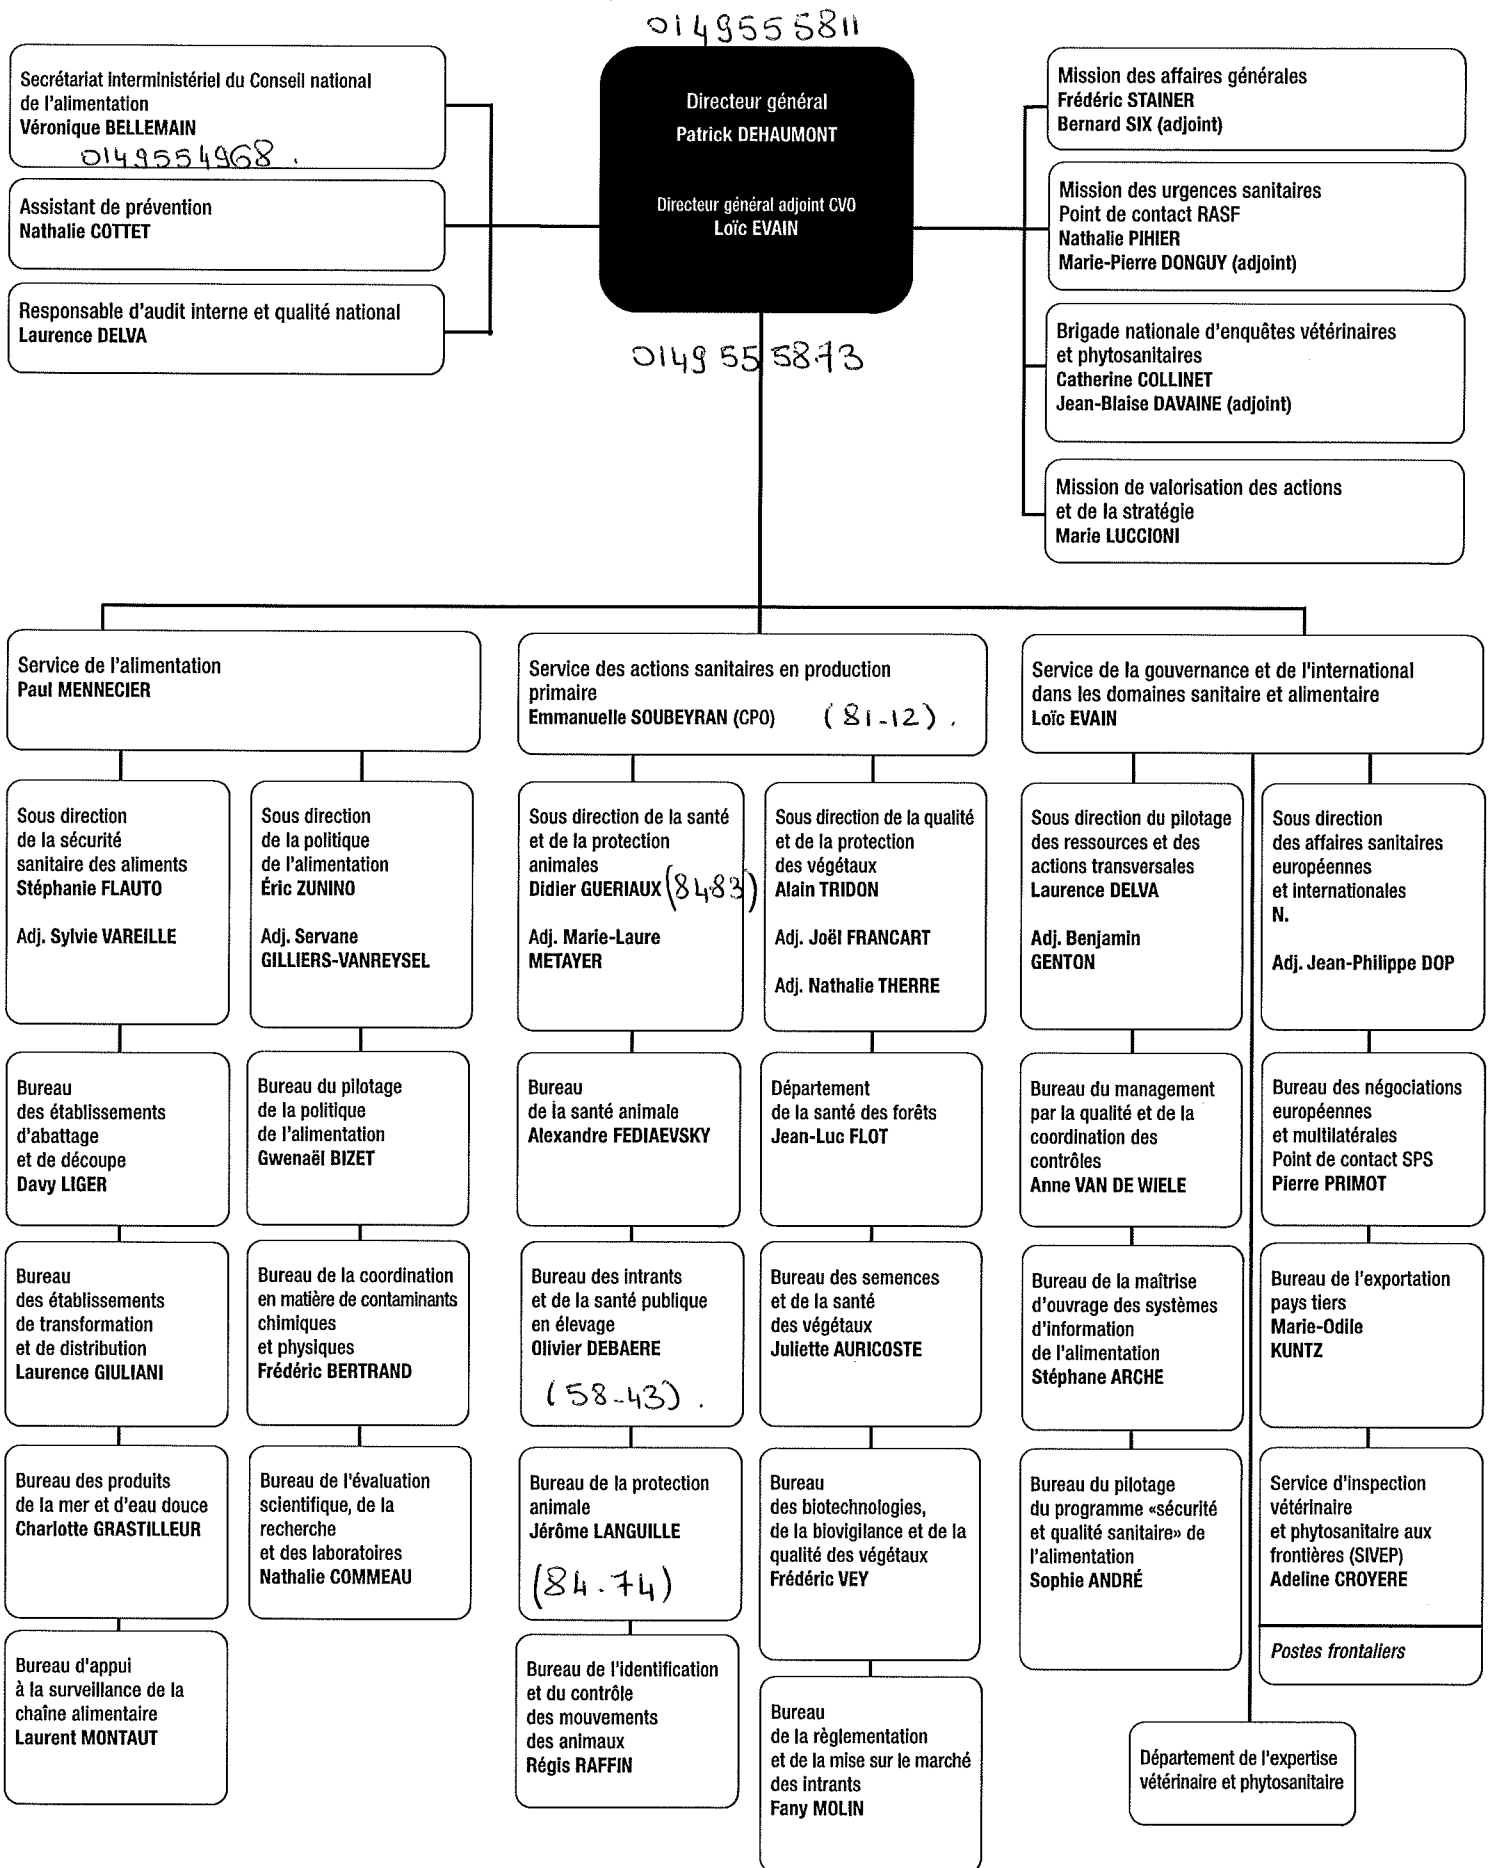 0149555811
Secrétariat interministériel du Conseil national
de l'alimentation
Véronique BELLEMAIN
0149554968.
Assistant de prévention
Nathalie COTTET
Responsable d'audit interne et qualité national
Laurence DELVA
Directeur général
Patrick DEHAUMONT
Directeur général adjoint CVO
Loïc EVAIN
0149555873
Mission des affaires générales
Frédéric STAINER
Bernard SIX (adjoint)
Mission des urgences sanitaires
Point de contact RASF
Nathalie PIHIER
Marie-Pierre DONGUY (adjoint)
Brigade nationale d'enquêtes vétérinaires
et phytosanitaires
Catherine COLLINET
Jean-Blaise DAVAINE (adjoint)
Mission de valorisation des actions
et de la stratégie
Marie LUCCIONI
Service de l'alimentation
Paul MENNECIER
Service des actions sanitaires en production
primaire
Emmanuelle SOUBEYRAN (CPO) (81-12).
Service de la gouvernance et de l'international
dans les domaines sanitaire et alimentaire
Loïc EVAIN
Sous direction
de la sécurité
sanitaire des aliments
Stéphanie FLAUTO
Adj. Sylvie VAREILLE
Sous direction
de la politique
de l'alimentation
Éric ZUNINO
Adj. Servane
GILLIERS-VANREYSEL
Sous direction de la santé
et de la protection
animales
Didier GUERIAUX (8483)
Adj. Marie-Laure
METAYER
Sous direction de la qualité
et de la protection
des végétaux
Alain TRIDON
Adj. Joël FRANCART
Adj. Nathalie THERRE
Sous direction du pilotage
des ressources et des
actions transversales
Laurence DELVA
Adj. Benjamin
GENTON
Sous direction
des affaires sanitaires
européennes
et internationales
N.
Adj. Jean-Philippe DOP
Bureau
des établissements
d'abattage
et de découpe
Davy LIGER
Bureau du pilotage
de la politique
de l'alimentation
Gwenaël BIZET
Bureau
de la santé animale
Alexandre FEDIAEVSKY
Département
de la santé des forêts
Jean-Luc FLOT
Bureau du management
par la qualité et de la
coordination des
contrôles
Anne VAN DE WIELE
Bureau des négociations
européennes
et multilatérales
Point de contact SPS
Pierre PRIMOT
Bureau
des établissements
de transformation
et de distribution
Laurence GIULIANI
Bureau de la coordination
en matière de contaminants
chimiques
et physiques
Frédéric BERTRAND
Bureau des intrants
et de la santé publique
en élevage
Olivier DEBAERE
(58-43).
Bureau des semences
et de la santé
des végétaux
Juliette AURICOSTE
Bureau de la maîtrise
d'ouvrage des systèmes
d'information
de l'alimentation
Stéphane ARCHE
Bureau de l'exportation
pays tiers
Marie-Odile
KUNTZ
Bureau des produits
de la mer et d'eau douce
Charlotte GRASTILLEUR
Bureau de l'évaluation
scientifique, de la
recherche
et des laboratoires
Nathalie COMMEAU
Bureau de la protection
animale
Jérôme LANGUILLE
(84.74)
Bureau
des biotechnologies,
de la biovigilance et de la
qualité des végétaux
Frédéric VEY
Bureau du pilotage
du programme «sécurité
et qualité sanitaire» de
l'alimentation
Sophie ANDRÉ
Service d'inspection
vétérinaire
et phytosanitaire aux
frontières (SIVEP)
Adeline CROYERE
Postes frontaliers
Bureau d'appui
à la surveillance de la
chaîne alimentaire
Laurent MONTAUT
Bureau de l'identification
et du contrôle
des mouvements
des animaux
Régis RAFFIN
Bureau
de la règlementation
et de la mise sur le marché
des intrants
Fany MOLIN
Département de l'expertise
vétérinaire et phytosanitaire